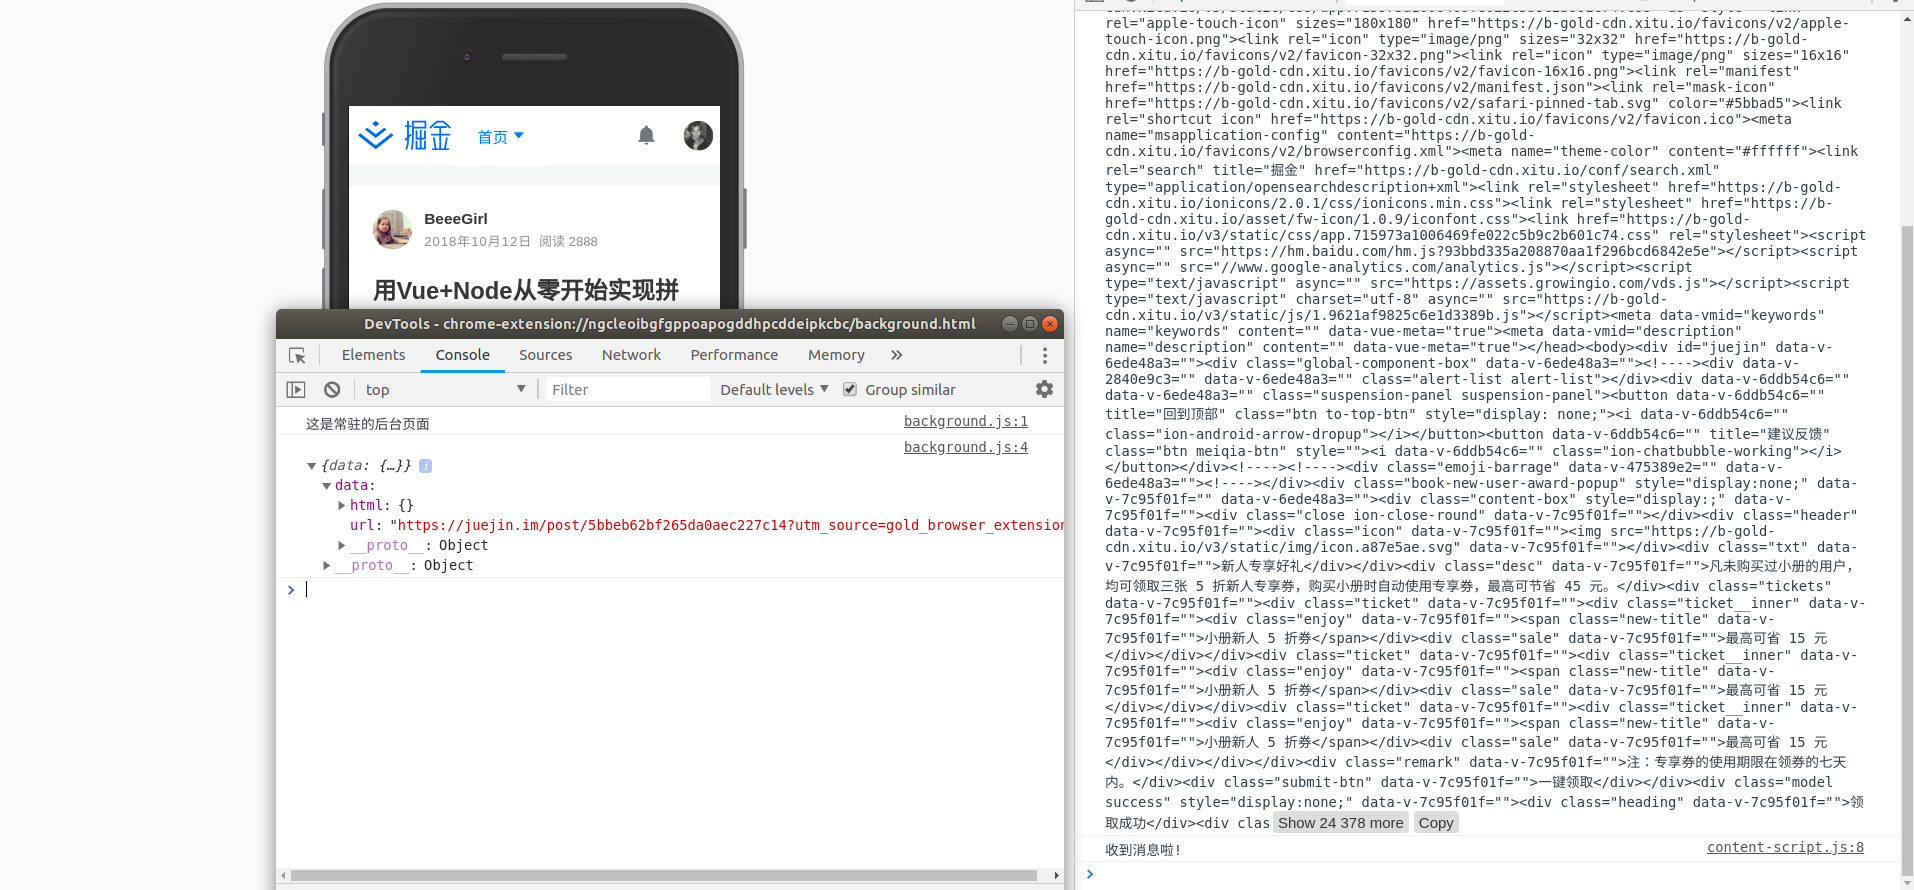 掘金
首页
BeeeGirl
2018年10月12日 阅读 2888
用Vue+Node从零开始实现拼
DevTools - chrome-extension://ngcleoibgfgppoapogddhpcddeipkcbc/background.html
Elements Console Sources Network Performance Memory »
top Filter Default levels Group similar
这是常驻的后台页面 background.js:1
background.js:4
{data: {…}} i
data:
html: {}
url: "https://juejin.im/post/5bbeb62bf265da0aec227c14?utm_source=gold_browser_extension
__proto__: Object
__proto__: Object
rel="apple-touch-icon" sizes="180x180" href="https://b-gold-cdn.xitu.io/favicons/v2/apple-
touch-icon.png"><link rel="icon" type="image/png" sizes="32x32" href="https://b-gold-
cdn.xitu.io/favicons/v2/favicon-32x32.png"><link rel="icon" type="image/png" sizes="16x16"
href="https://b-gold-cdn.xitu.io/favicons/v2/favicon-16x16.png"><link rel="manifest"
href="https://b-gold-cdn.xitu.io/favicons/v2/manifest.json"><link rel="mask-icon"
href="https://b-gold-cdn.xitu.io/favicons/v2/safari-pinned-tab.svg" color="#5bbad5"><link
rel="shortcut icon" href="https://b-gold-cdn.xitu.io/favicons/v2/favicon.ico"><meta
name="msapplication-config" content="https://b-gold-
cdn.xitu.io/favicons/v2/browserconfig.xml"><meta name="theme-color" content="#ffffff"><link
rel="search" title="掘金" href="https://b-gold-cdn.xitu.io/conf/search.xml"
type="application/opensearchdescription+xml"><link rel="stylesheet" href="https://b-gold-
cdn.xitu.io/ionicons/2.0.1/css/ionicons.min.css"><link rel="stylesheet" href="https://b-
gold-cdn.xitu.io/asset/fw-icon/1.0.9/iconfont.css"><link href="https://b-gold-
cdn.xitu.io/v3/static/css/app.715973a1006469fe022c5b9c2b601c74.css" rel="stylesheet"><script
async="" src="https://hm.baidu.com/hm.js?93bbd335a208870aa1f296bcd6842e5e"></script><script
async="" src="//www.google-analytics.com/analytics.js"></script><script
type="text/javascript" async="" src="https://assets.growingio.com/vds.js"></script><script
type="text/javascript" charset="utf-8" async="" src="https://b-gold-
cdn.xitu.io/v3/static/js/1.9621af9825c6e1d3389b.js"></script><meta data-vmid="keywords"
name="keywords" content="" data-vue-meta="true"><meta data-vmid="description"
name="description" content="" data-vue-meta="true"></head><body><div id="juejin" data-v-
6ede48a3=""><div class="global-component-box" data-v-6ede48a3=""><!----><div data-v-
2840e9c3="" data-v-6ede48a3="" class="alert-list alert-list"></div><div data-v-6ddb54c6=""
data-v-6ede48a3="" class="suspension-panel suspension-panel"><button data-v-6ddb54c6=""
title="回到顶部" class="btn to-top-btn" style="display: none;"><i data-v-6ddb54c6=""
class="ion-android-arrow-dropup"></i></button><button data-v-6ddb54c6="" title="建议反馈"
class="btn meiqia-btn" style=""><i data-v-6ddb54c6="" class="ion-chatbubble-working"></i>
</button></div><!----><!----><div class="emoji-barrage" data-v-475389e2="" data-v-
6ede48a3=""><!----></div><div class="book-new-user-award-popup" style="display:none;" data-
v-7c95f01f="" data-v-6ede48a3=""><div class="content-box" style="display:;" data-v-
7c95f01f=""><div class="close ion-close-round" data-v-7c95f01f=""></div><div class="header"
data-v-7c95f01f=""><div class="icon" data-v-7c95f01f=""><img src="https://b-gold-
cdn.xitu.io/v3/static/img/icon.a87e5ae.svg" data-v-7c95f01f=""></div><div class="txt" data-
v-7c95f01f="">新人专享好礼</div></div><div class="desc" data-v-7c95f01f="">凡未购买过小册的用户，
均可领取三张 5 折新人专享券，购买小册时自动使用专享券，最高可节省 45 元。</div><div class="tickets"
data-v-7c95f01f=""><div class="ticket" data-v-7c95f01f=""><div class="ticket__inner" data-v-
7c95f01f=""><div class="enjoy" data-v-7c95f01f=""><span class="new-title" data-v-
7c95f01f="">小册新人 5 折券</span></div><div class="sale" data-v-7c95f01f="">最高可省 15 元
</div></div></div><div class="ticket" data-v-7c95f01f=""><div class="ticket__inner" data-v-
7c95f01f=""><div class="enjoy" data-v-7c95f01f=""><span class="new-title" data-v-
7c95f01f="">小册新人 5 折券</span></div><div class="sale" data-v-7c95f01f="">最高可省 15 元
</div></div></div><div class="ticket" data-v-7c95f01f=""><div class="ticket__inner" data-v-
7c95f01f=""><div class="enjoy" data-v-7c95f01f=""><span class="new-title" data-v-
7c95f01f="">小册新人 5 折券</span></div><div class="sale" data-v-7c95f01f="">最高可省 15 元
</div></div></div></div><div class="remark" data-v-7c95f01f="">注：专享券的使用期限在领券的七天
内。</div><div class="submit-btn" data-v-7c95f01f="">一键领取</div></div><div class="model
success" style="display:none;" data-v-7c95f01f=""><div class="heading" data-v-7c95f01f="">领
取成功</div><div clas Show 24 378 more Copy
收到消息啦! content-script.js:8